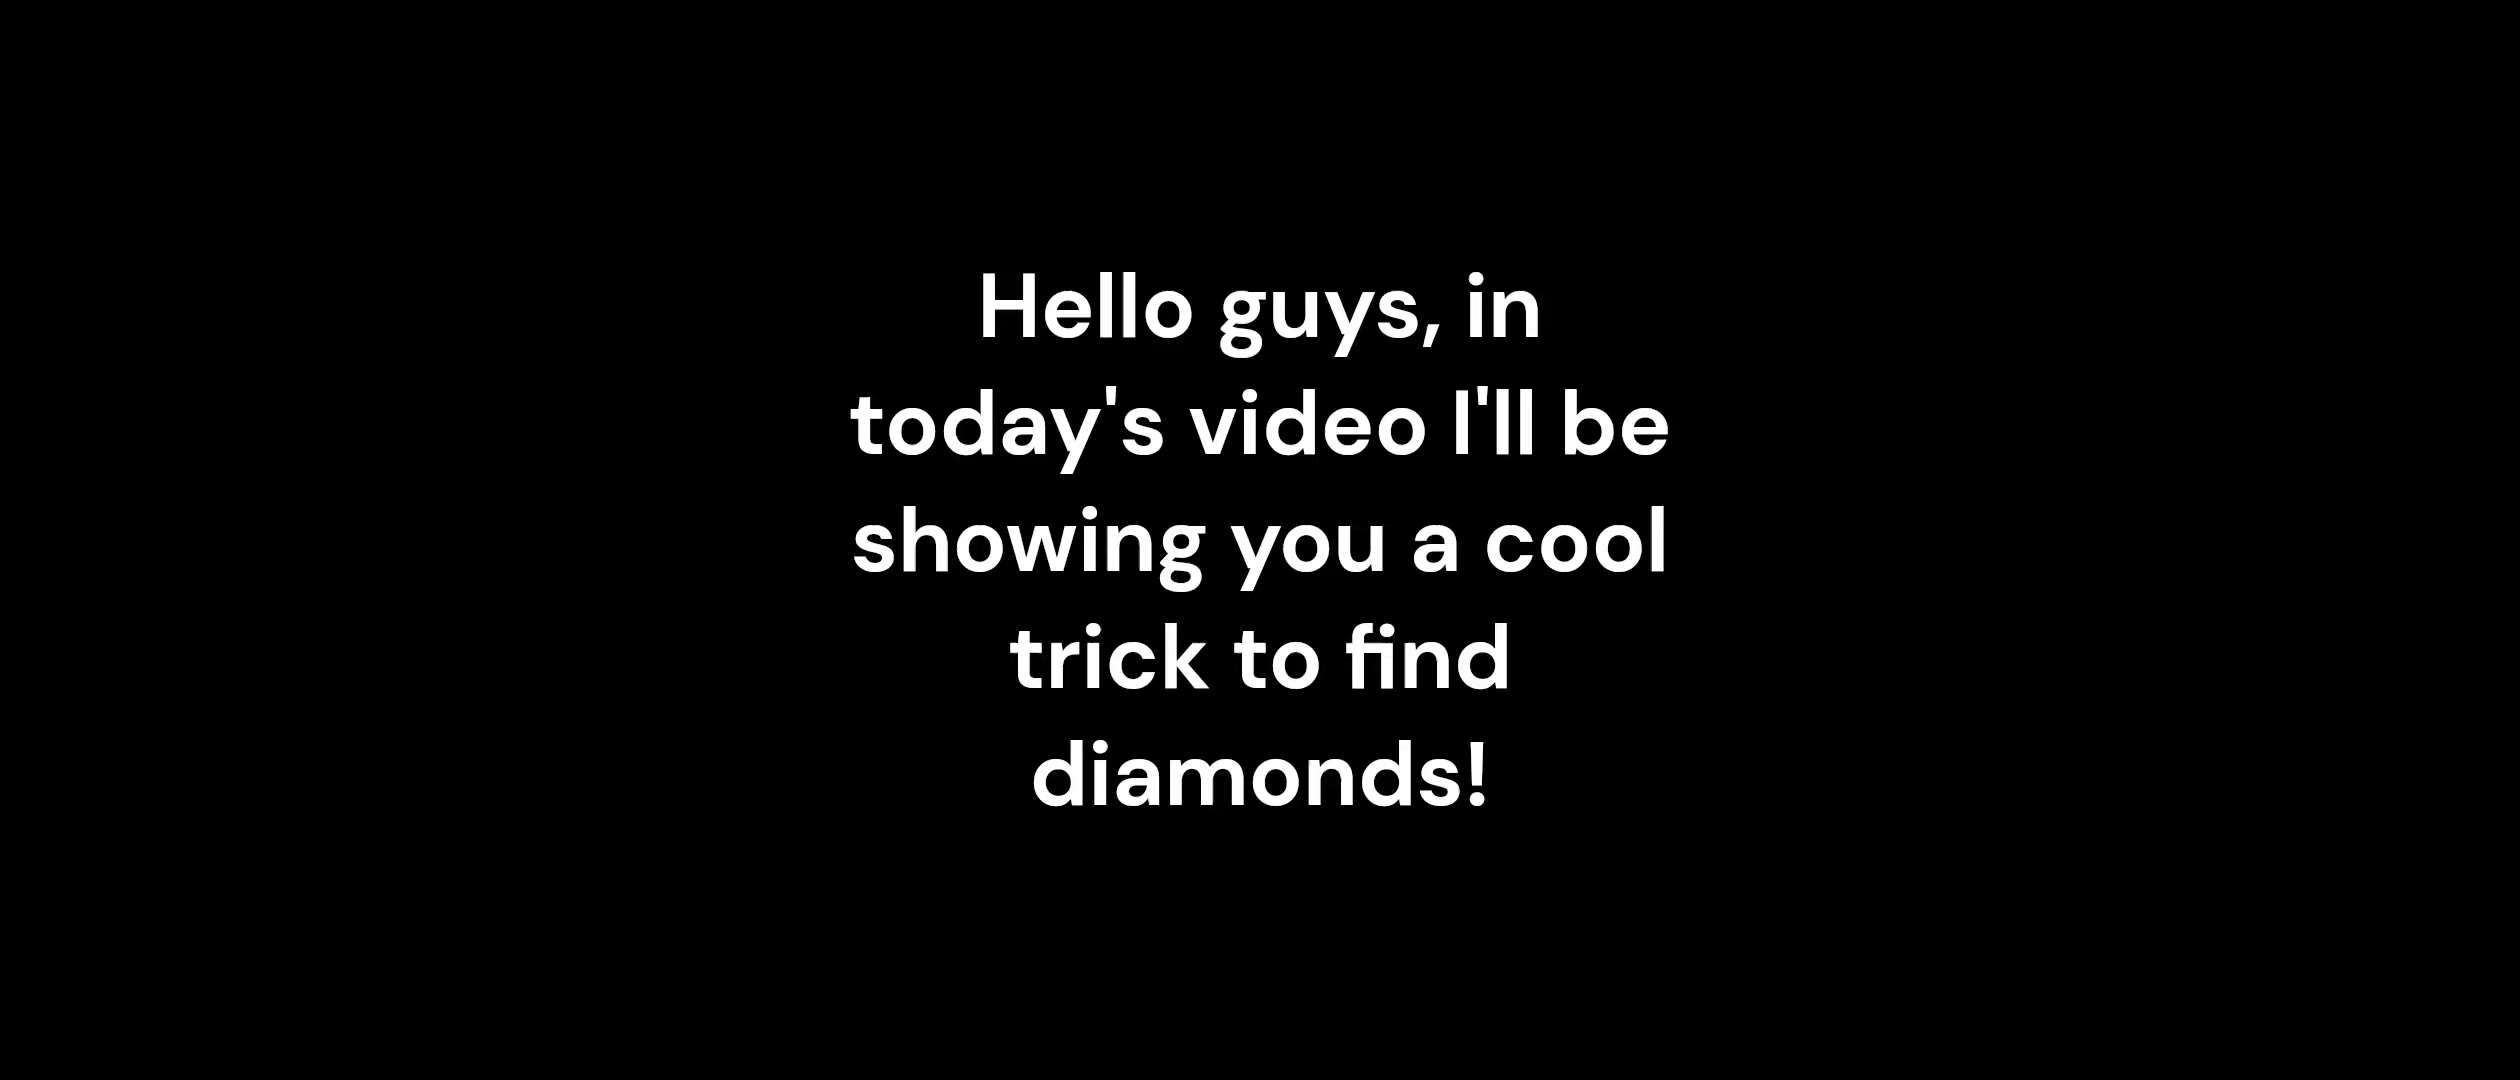 Hello guys, in
today's video I'll be
showing you a cool
trick to find
diamonds!